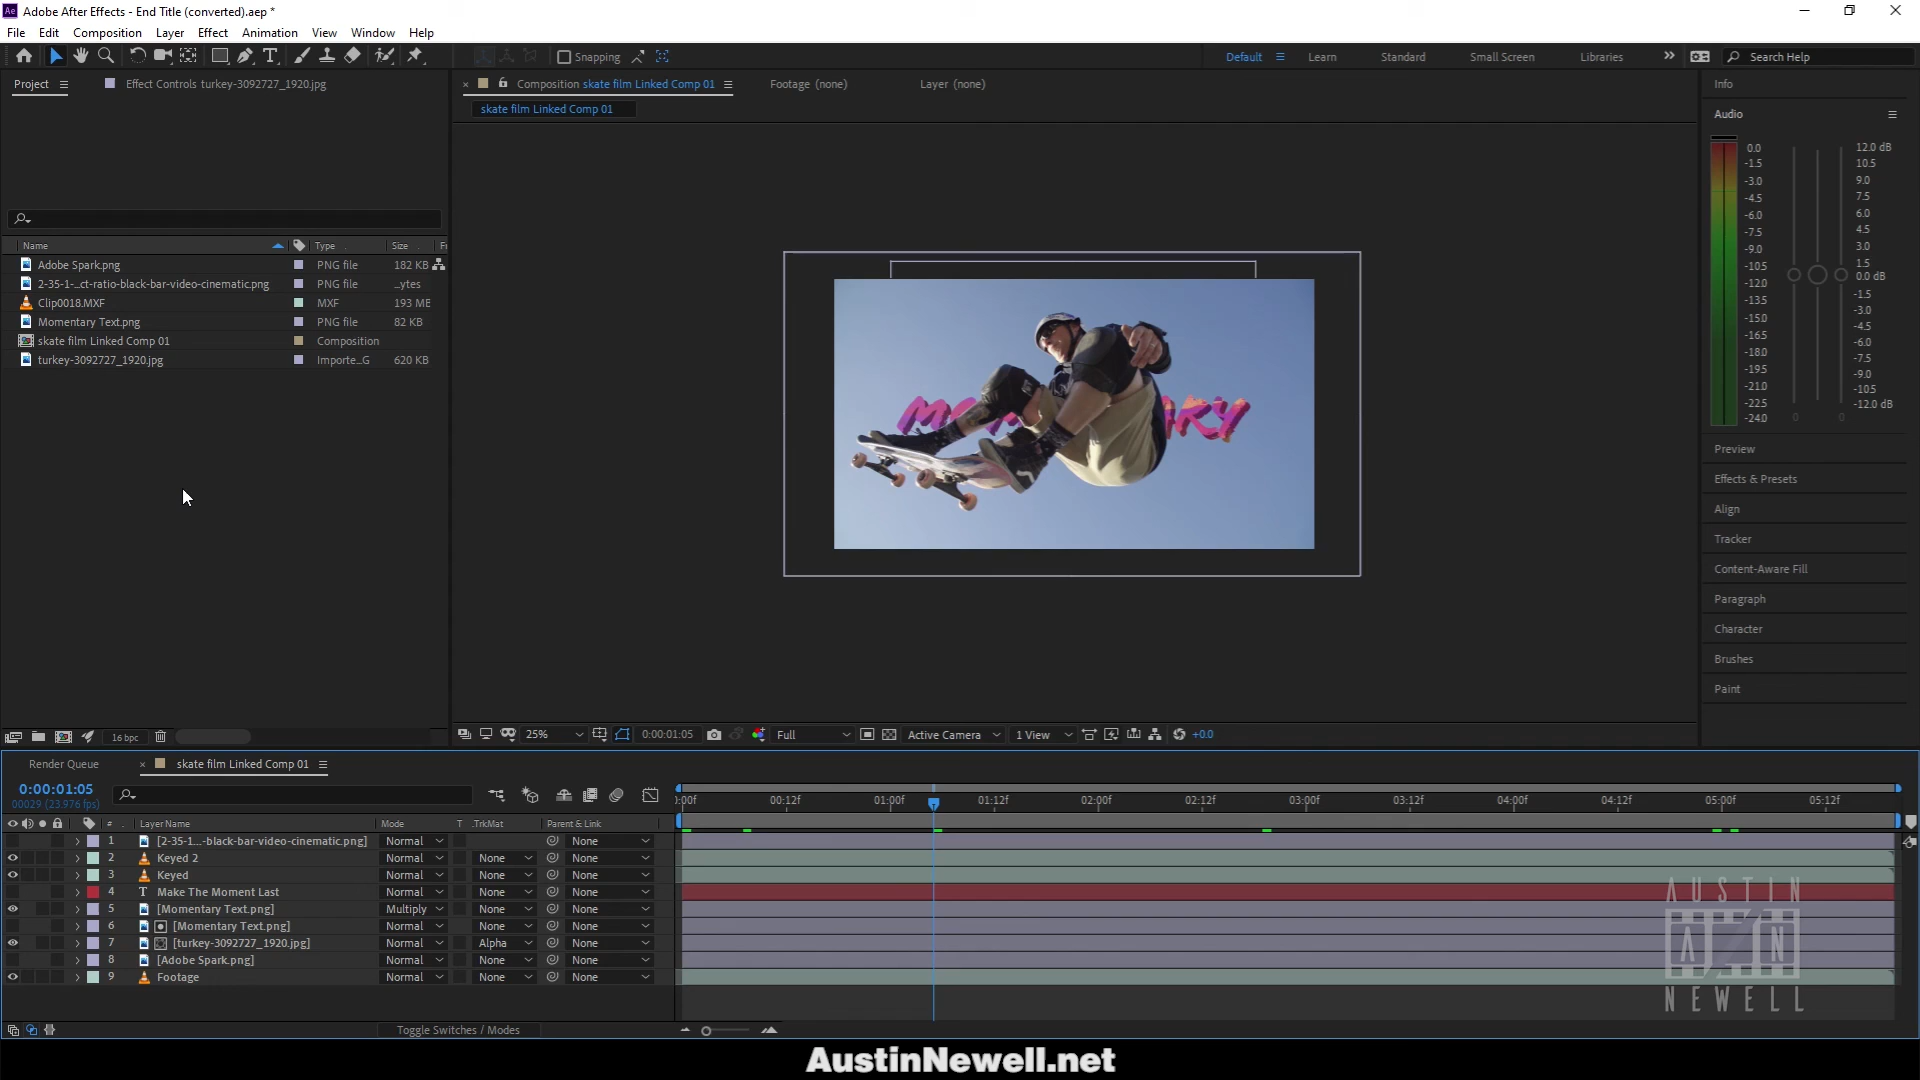 Adobe After Effects - End Title (converted).aep *
File Edit Composition Layer Effect Animation View Window Help
Snapping
Default Learn Standard Small Screen Libraries Search Help
Project Effect Controls turkey-3092727_1920.jpg
Composition skate film Linked Comp 01 Footage (none) Layer (none)
skate film Linked Comp 01
Name Type Size
Adobe Spark.png PNG file 182 KB
2-35-1-...ct-ratio-black-bar-video-cinematic.png PNG file ...ytes
Clip0018.MXF MXF 193 MB
Momentary Text.png PNG file 82 KB
skate film Linked Comp 01 Composition
turkey-3092727_1920.jpg Importe...G 620 KB
16 bpc
25% 0:00:01:05 Full Active Camera 1 View +0.0
Info
Audio
0.0
-1.5
-3.0
-4.5
-6.0
-7.5
-9.0
-10.5
-12.0
-13.5
-15.0
-16.5
-18.0
-19.5
-21.0
-22.5
-24.0
12.0 dB
10.5
9.0
7.5
6.0
4.5
3.0
1.5
0.0 dB
-1.5
-3.0
-4.5
-6.0
-7.5
-9.0
-10.5
-12.0 dB
0 0
Preview
Effects & Presets
Align
Tracker
Content-Aware Fill
Paragraph
Character
Brushes
Paint
Render Queue skate film Linked Comp 01
0:00:01:05
00029 (23.976 fps)
:00f 00:12f 01:00f 01:12f 02:00f 02:12f 03:00f 03:12f 04:00f 04:12f 05:00f 05:12f
# Layer Name Mode T .TrkMat Parent & Link
1 [2-35-1...-black-bar-video-cinematic.png] Normal None
2 Keyed 2 Normal None None
3 Keyed Normal None None
4 T Make The Moment Last Normal None None
5 [Momentary Text.png] Multiply None None
6 [Momentary Text.png] Normal None None
7 [turkey-3092727_1920.jpg] Normal Alpha None
8 [Adobe Spark.png] Normal None None
9 Footage Normal None None
Toggle Switches / Modes
AUSTIN
AN
NEWELL
AustinNewell.net